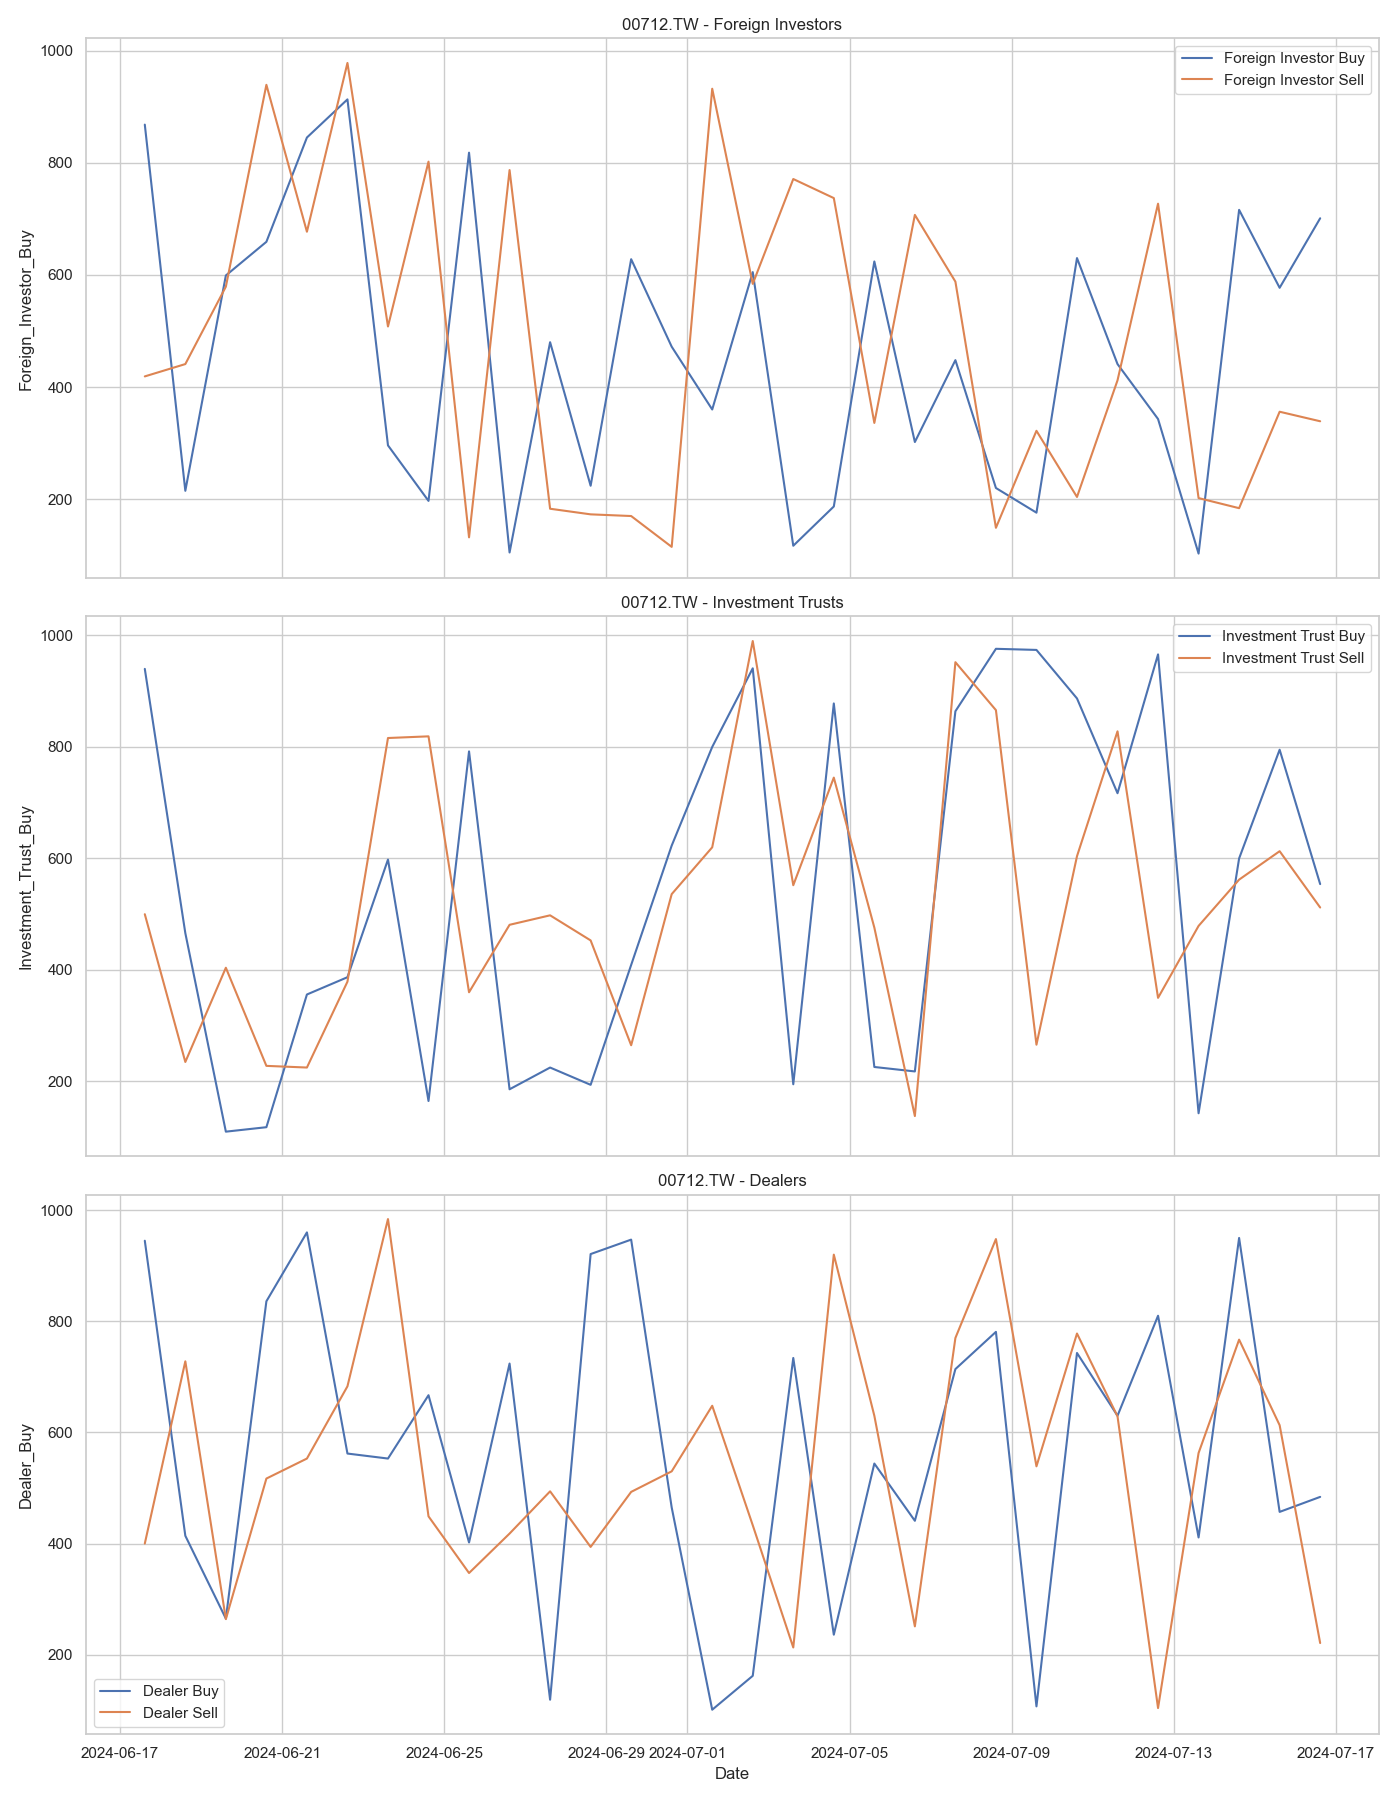 00712.TW - Foreign Investors
1000
800
600
400
200
Foreign_Investor_Buy
Foreign Investor Buy
Foreign Investor Sell
00712.TW - Investment Trusts
1000
800
600
400
200
Investment_Trust_Buy
Investment Trust Buy
Investment Trust Sell
00712.TW - Dealers
1000
800
600
400
200
Dealer_Buy
Dealer Buy
Dealer Sell
2024-06-17 2024-06-21 2024-06-25 2024-06-29 2024-07-01 2024-07-05 2024-07-09 2024-07-13 2024-07-17
Date